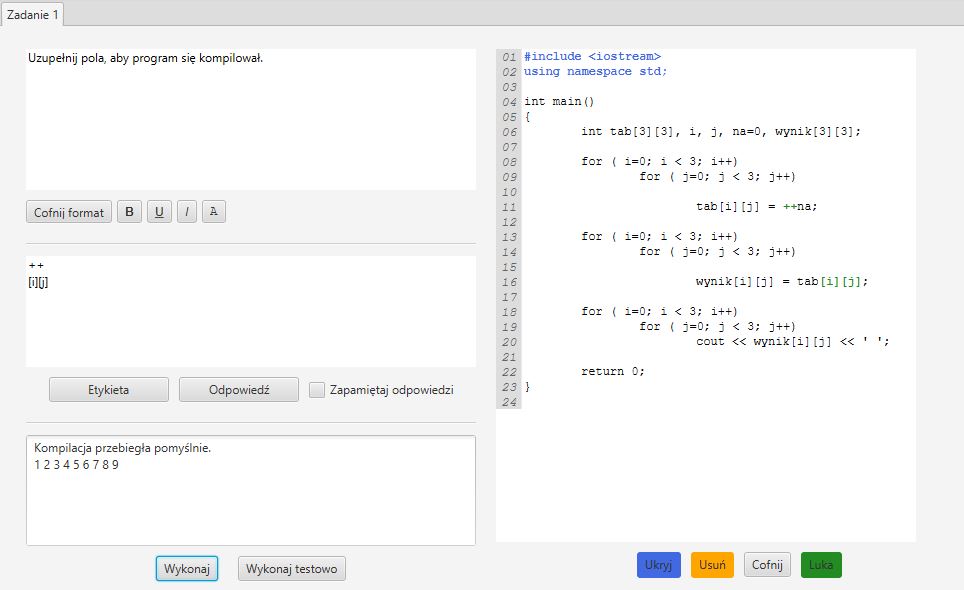 Zadanie 1
Uzupełnij pola, aby program się kompilował.
Cofnij format B U I A
++
[i][j]
Etykieta Odpowiedź Zapamiętaj odpowiedzi
Kompilacja przebiegła pomyślnie.
1 2 3 4 5 6 7 8 9
Wykonaj Wykonaj testowo
01 #include <iostream>
02 using namespace std;
03
04 int main()
05 {
06 int tab[3][3], i, j, na=0, wynik[3][3];
07
08 for ( i=0; i < 3; i++)
09 for ( j=0; j < 3; j++)
10
11 tab[i][j] = ++na;
12
13 for ( i=0; i < 3; i++)
14 for ( j=0; j < 3; j++)
15
16 wynik[i][j] = tab[i][j];
17
18 for ( i=0; i < 3; i++)
19 for ( j=0; j < 3; j++)
20 cout << wynik[i][j] << ' ';
21
22 return 0;
23 }
24
Ukryj Usuń Cofnij Luka